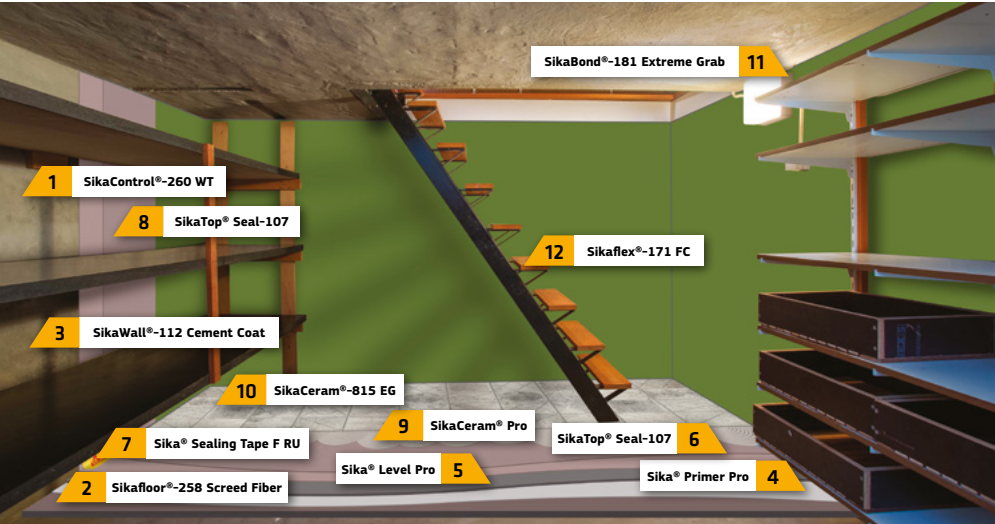 SikaBond®-181 Extreme Grab 11
1 SikaControl®-260 WT
8 SikaTop® Seal-107
12 Sikaflex®-171 FC
3 SikaWall®-112 Cement Coat
10 SikaCeram®-815 EG
9 SikaCeram® Pro
7 Sika® Sealing Tape F RU
SikaTop® Seal-107 6
Sika® Level Pro 5
Sika® Primer Pro 4
2 Sikafloor®-258 Screed Fiber